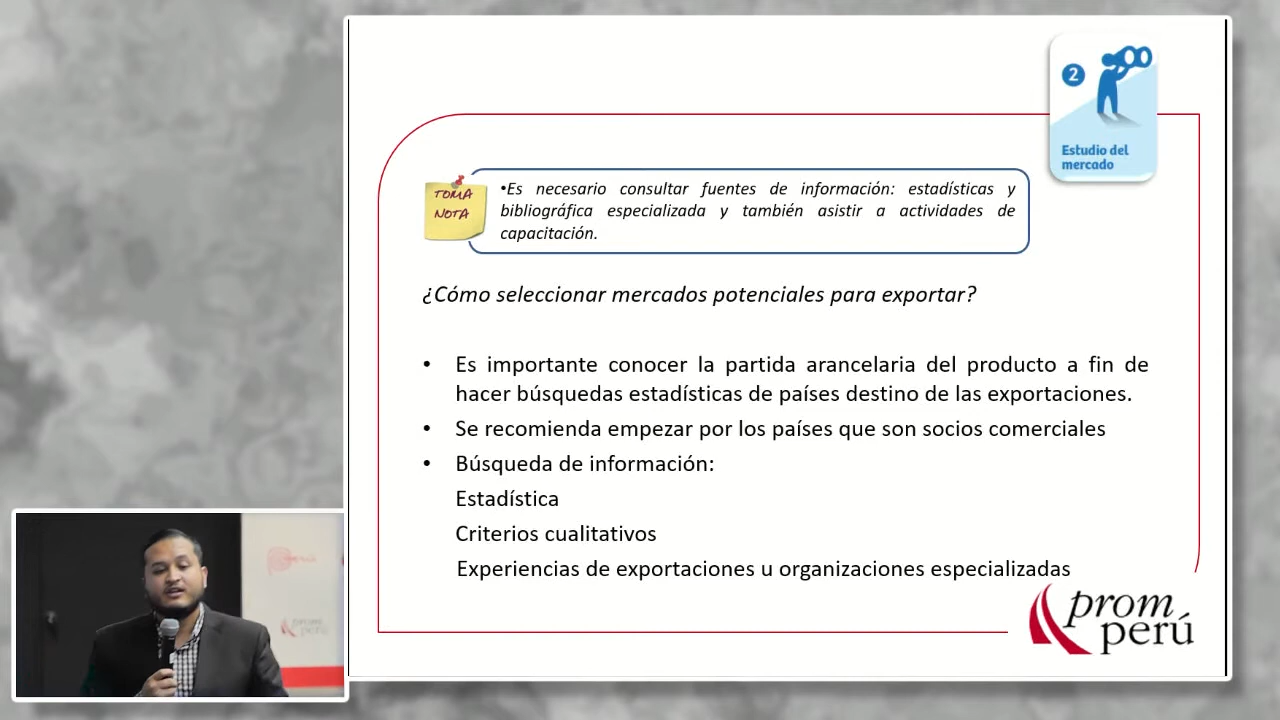 2
Estudio del
mercado
TOMA
NOTA
•Es necesario consultar fuentes de información: estadísticas y
bibliográfica especializada y también asistir a actividades de
capacitación.
¿Cómo seleccionar mercados potenciales para exportar?
• Es importante conocer la partida arancelaria del producto a fin de
hacer búsquedas estadísticas de países destino de las exportaciones.
• Se recomienda empezar por los países que son socios comerciales
• Búsqueda de información:
Estadística
Criterios cualitativos
Experiencias de exportaciones u organizaciones especializadas
prom
perú